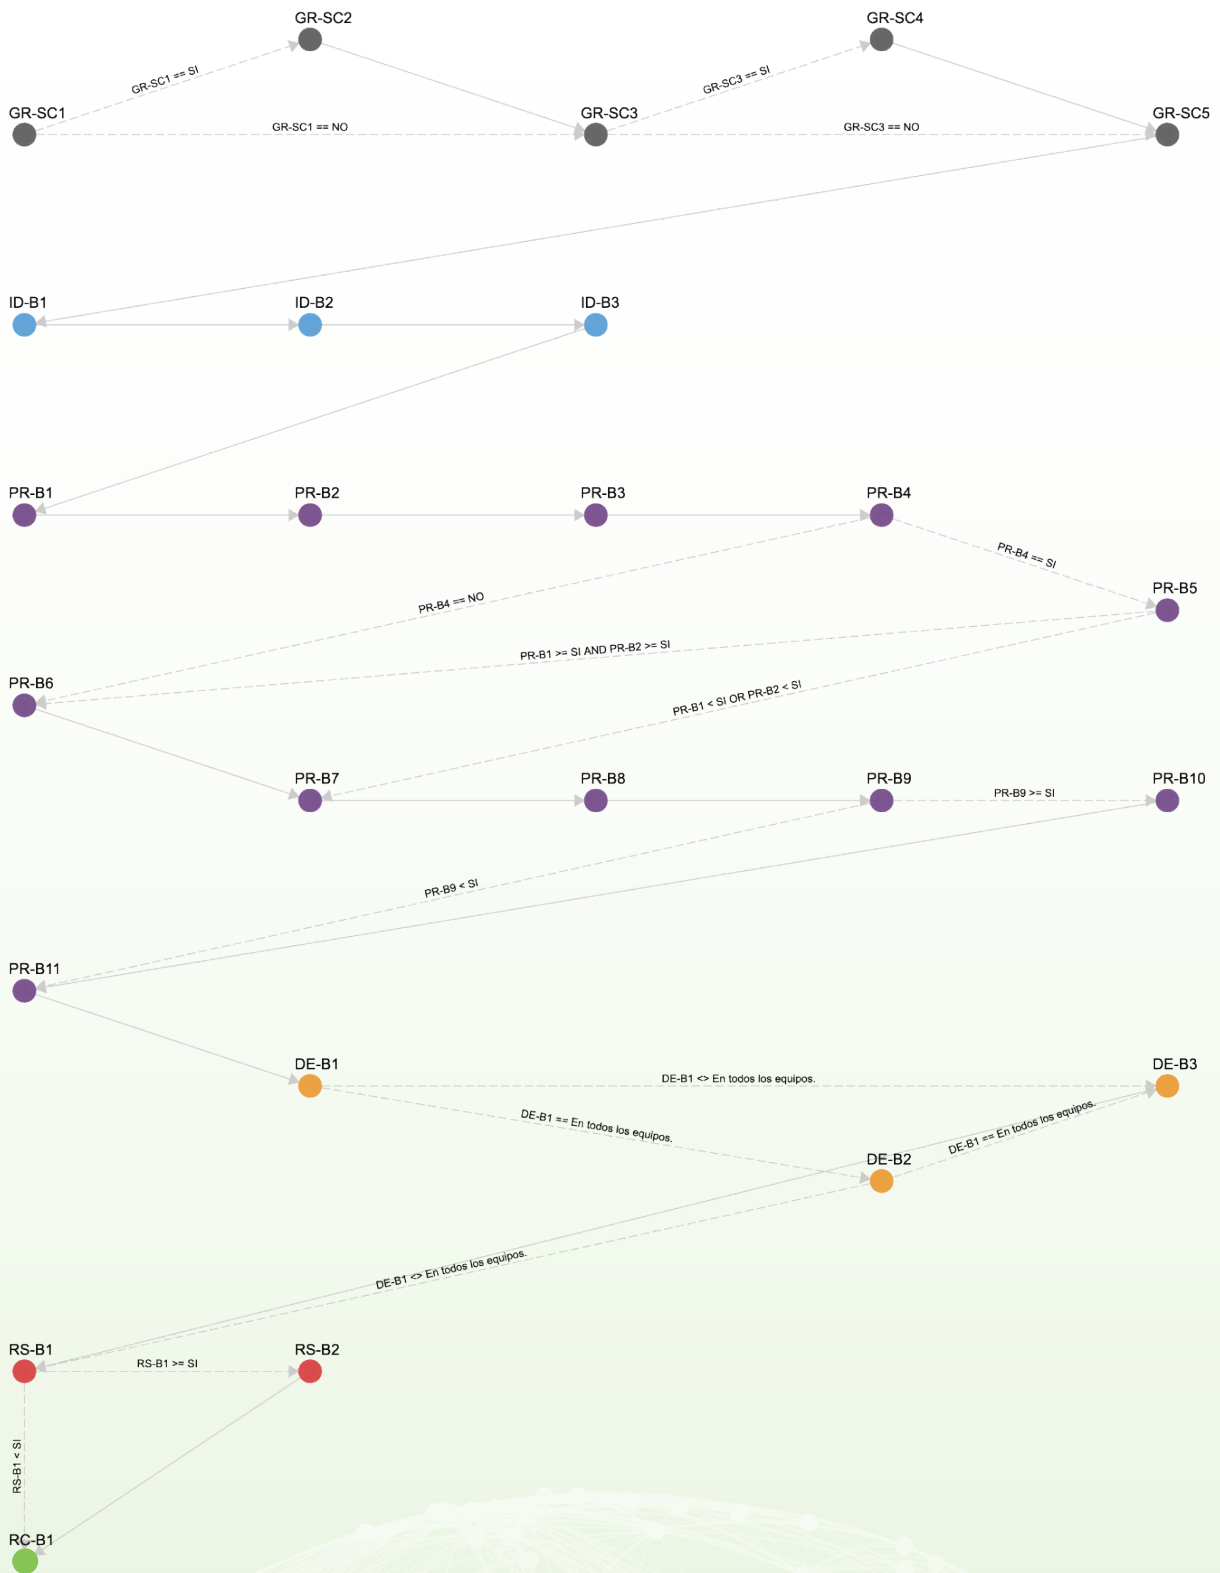 GR-SC2
GR-SC4
GR-SC1 == SI
GR-SC3 == SI
GR-SC1
GR-SC1 == NO
GR-SC3
GR-SC3 == NO
GR-SC5
ID-B1
ID-B2
ID-B3
PR-B1
PR-B2
PR-B3
PR-B4
PR-B4 == SI
PR-B5
PR-B4 == NO
PR-B1 >= SI AND PR-B2 >= SI
PR-B6
PR-B1 < SI OR PR-B2 < SI
PR-B7
PR-B8
PR-B9
PR-B9 >= SI
PR-B10
PR-B9 < SI
PR-B11
DE-B1
DE-B1 <> En todos los equipos.
DE-B3
DE-B1 == En todos los equipos.
DE-B1 == En todos los equipos.
DE-B2
DE-B1 <> En todos los equipos.
RS-B1
RS-B1 >= SI
RS-B2
RS-B1 < SI
RC-B1